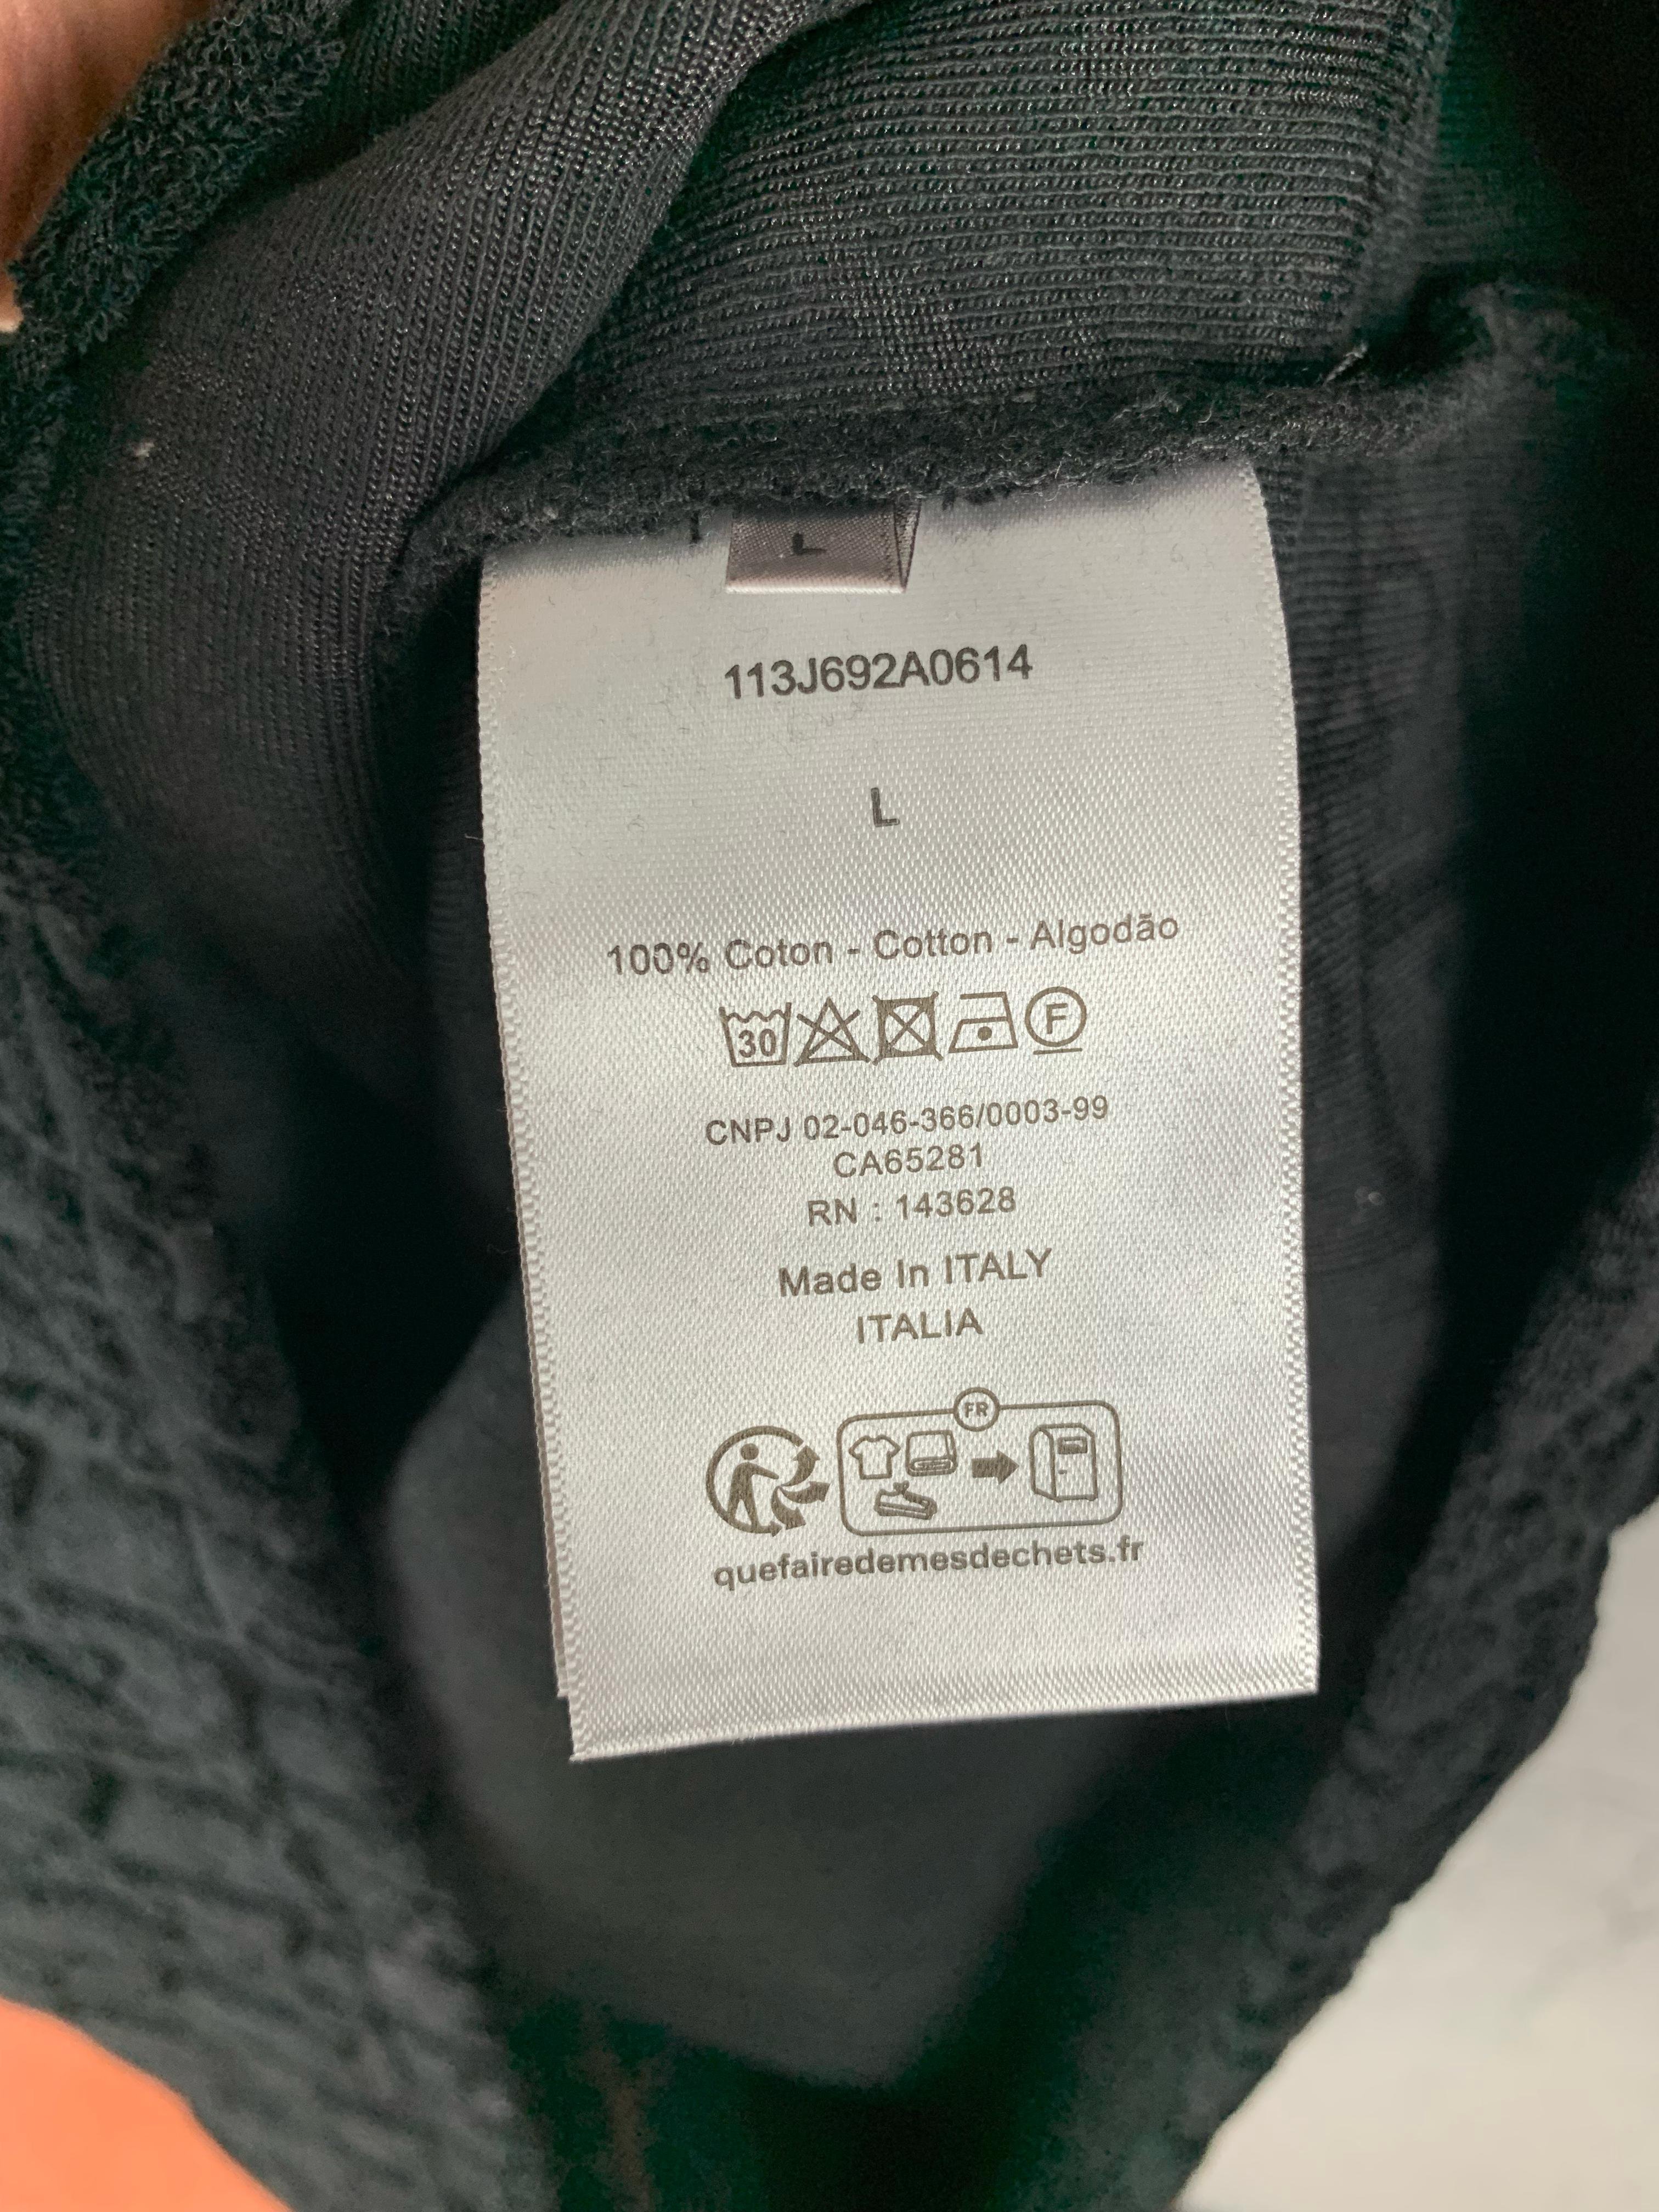 L
113J692A0614
L
100% Coton - Cotton - Algodão
30 F
CNPJ 02-046-366/0003-99
CA65281
RN : 143628
Made In ITALY
ITALIA
FR
quefairedemesdechets.fr